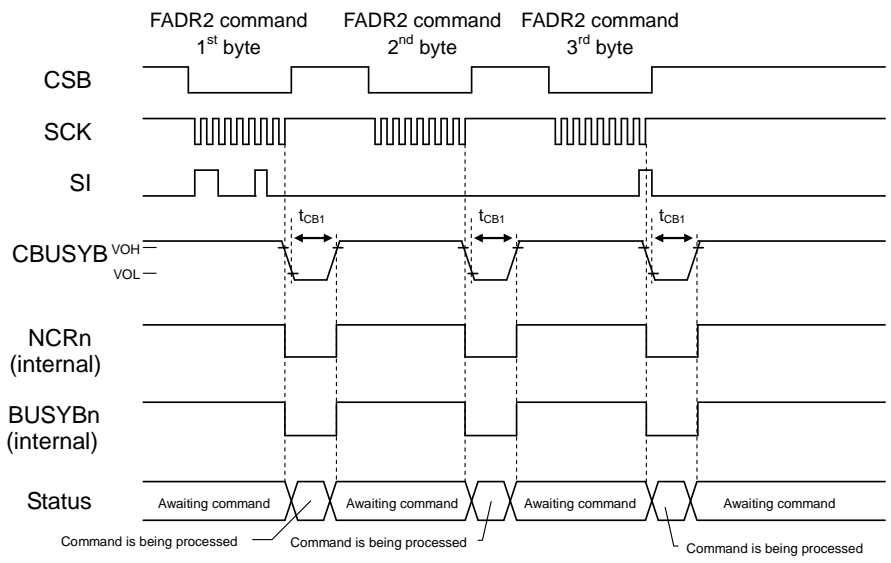 FADR2 command FADR2 command FADR2 command
1st byte 2nd byte 3rd byte
CSB
SCK
SI
tCB1 tCB1 tCB1
CBUSYB VOH
VOL
NCRn
(internal)
BUSYBn
(internal)
Status Awaiting command Awaiting command Awaiting command Awaiting command
Command is being processed Command is being processed Command is being processed